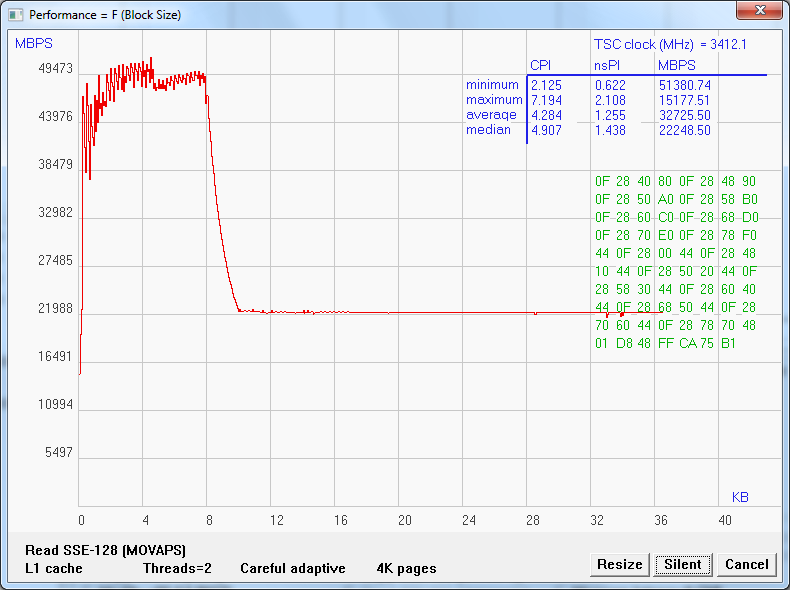 Performance = F (Block Size)
MBPS
TSC clock (MHz) = 3412.1
CPI nsPI MBPS
minimum 2.125 0.622 51380.74
maximum 7.194 2.108 15177.51
average 4.284 1.255 32725.50
median 4.907 1.438 22248.50
49473
43976
38479
32982
27485
21988
16491
10994
5497
0F 28 40 80 0F 28 48 90
0F 28 50 A0 0F 28 58 B0
0F 28 60 C0 0F 28 68 D0
0F 28 70 E0 0F 28 78 F0
44 0F 28 00 44 0F 28 48
10 44 0F 28 50 20 44 0F
28 58 30 44 0F 28 60 40
44 0F 28 68 50 44 0F 28
70 60 44 0F 28 78 70 48
01 D8 48 FF CA 75 B1
KB
0 4 8 12 16 20 24 28 32 36 40
Read SSE-128 (MOVAPS)
L1 cache Threads=2 Careful adaptive 4K pages
Resize Silent Cancel